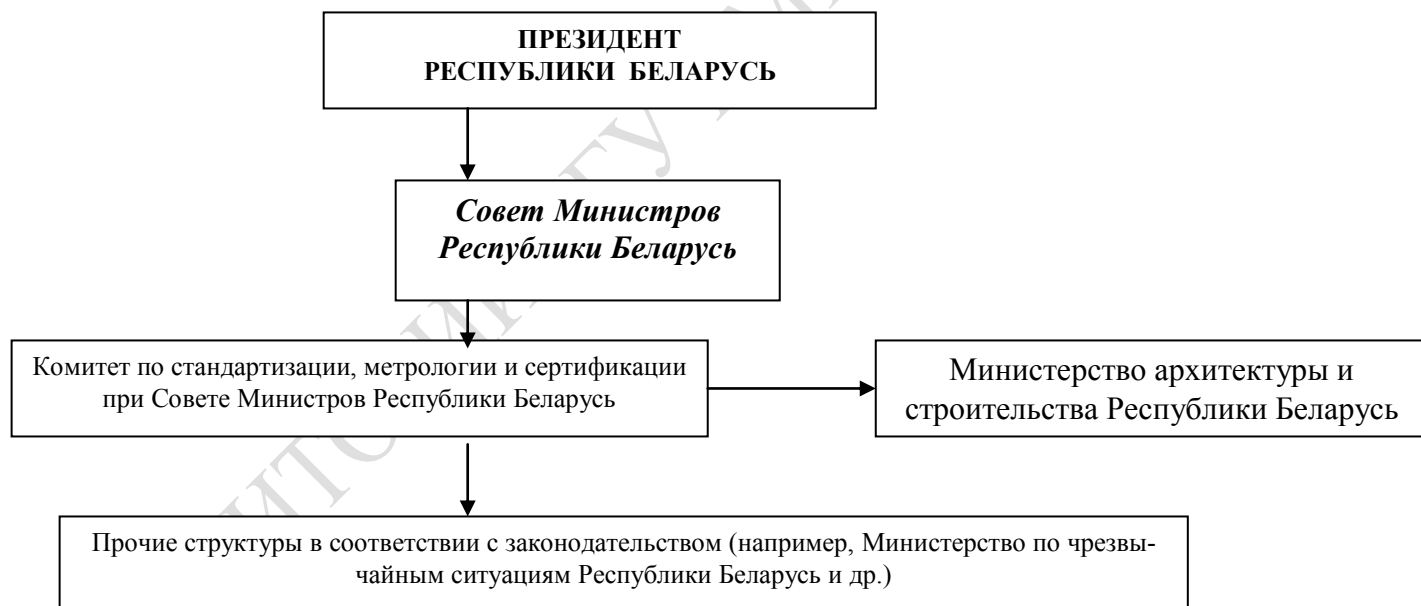 ПРЕЗИДЕНТ
РЕСПУБЛИКИ БЕЛАРУСЬ
Совет Министров
Республики Беларусь
Комитет по стандартизации, метрологии и сертификации
при Совете Министров Республики Беларусь
Министерство архитектуры и
строительства Республики Беларусь
Прочие структуры в соответствии с законодательством (например, Министерство по чрезвы-
чайным ситуациям Республики Беларусь и др.)